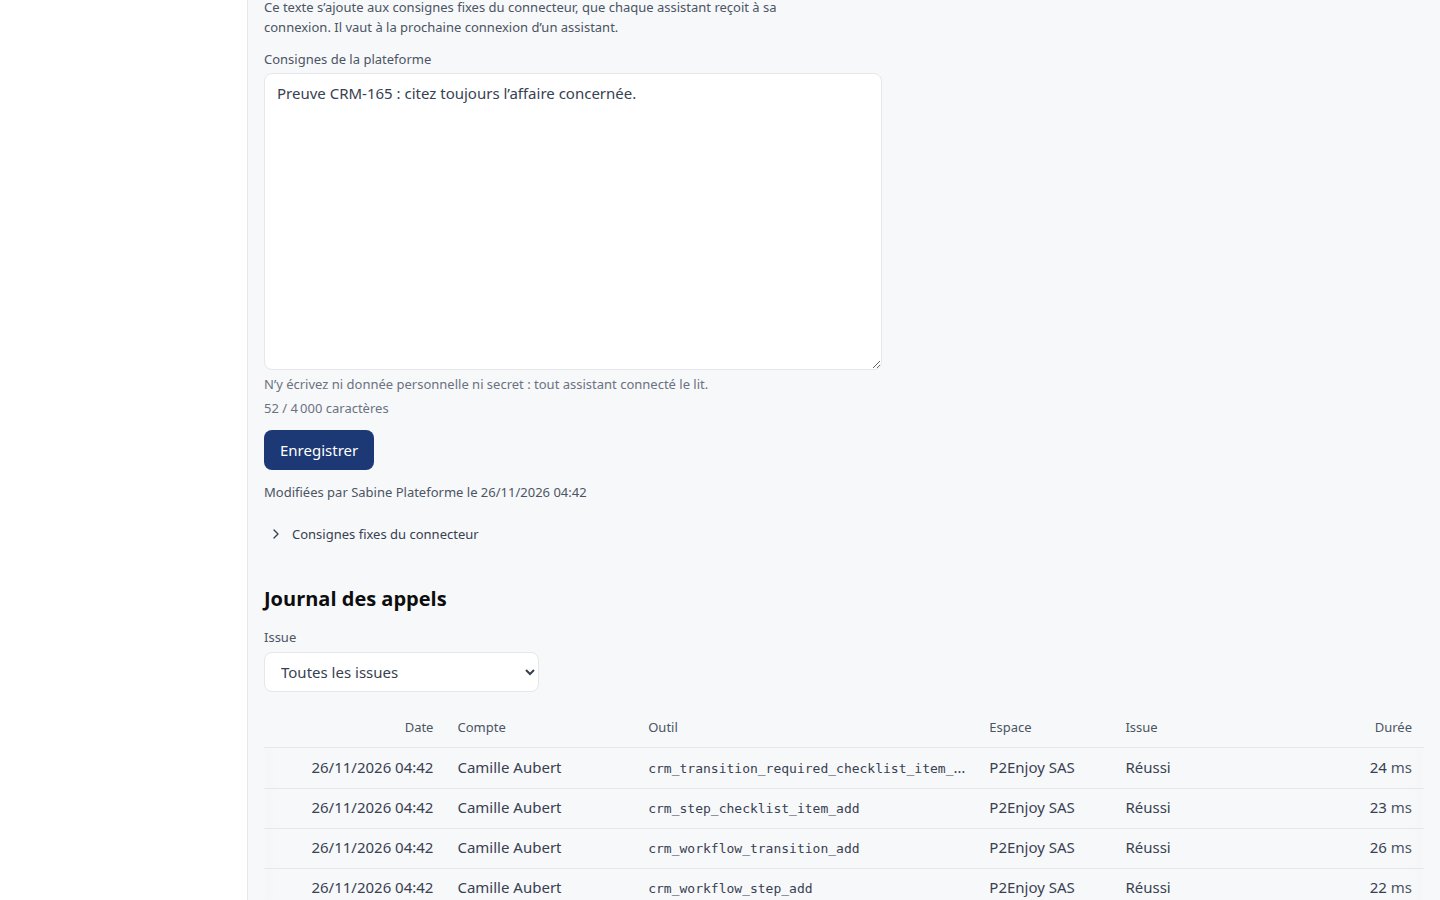 Ce texte s’ajoute aux consignes fixes du connecteur, que chaque assistant reçoit à sa
connexion. Il vaut à la prochaine connexion d’un assistant.
Consignes de la plateforme
Preuve CRM-165 : citez toujours l’affaire concernée.
N’y écrivez ni donnée personnelle ni secret : tout assistant connecté le lit.
52 / 4 000 caractères
Enregistrer
Modifiées par Sabine Plateforme le 26/11/2026 04:42
Consignes fixes du connecteur
Journal des appels
Issue
Toutes les issues
Date Compte Outil Espace Issue Durée
26/11/2026 04:42 Camille Aubert crm_transition_required_checklist_item_… P2Enjoy SAS Réussi 24 ms
26/11/2026 04:42 Camille Aubert crm_step_checklist_item_add P2Enjoy SAS Réussi 23 ms
26/11/2026 04:42 Camille Aubert crm_workflow_transition_add P2Enjoy SAS Réussi 26 ms
26/11/2026 04:42 Camille Aubert crm_workflow_step_add P2Enjoy SAS Réussi 22 ms